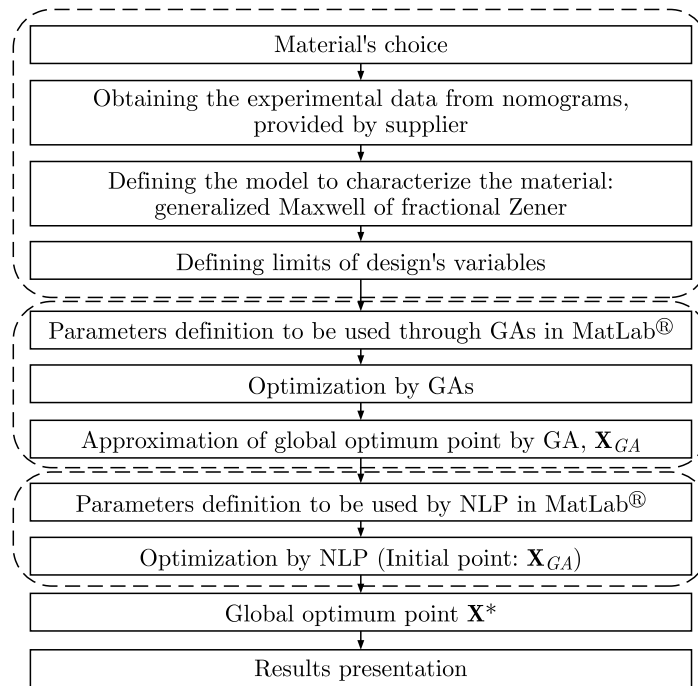 Material's choice
Obtaining the experimental data from nomograms,
provided by supplier
Defining the model to characterize the material:
generalized Maxwell of fractional Zener
Defining limits of design's variables
Parameters definition to be used through GAs in MatLab®
Optimization by GAs
Approximation of global optimum point by GA, X_GA
Parameters definition to be used by NLP in MatLab®
Optimization by NLP (Initial point: X_GA)
Global optimum point X*
Results presentation